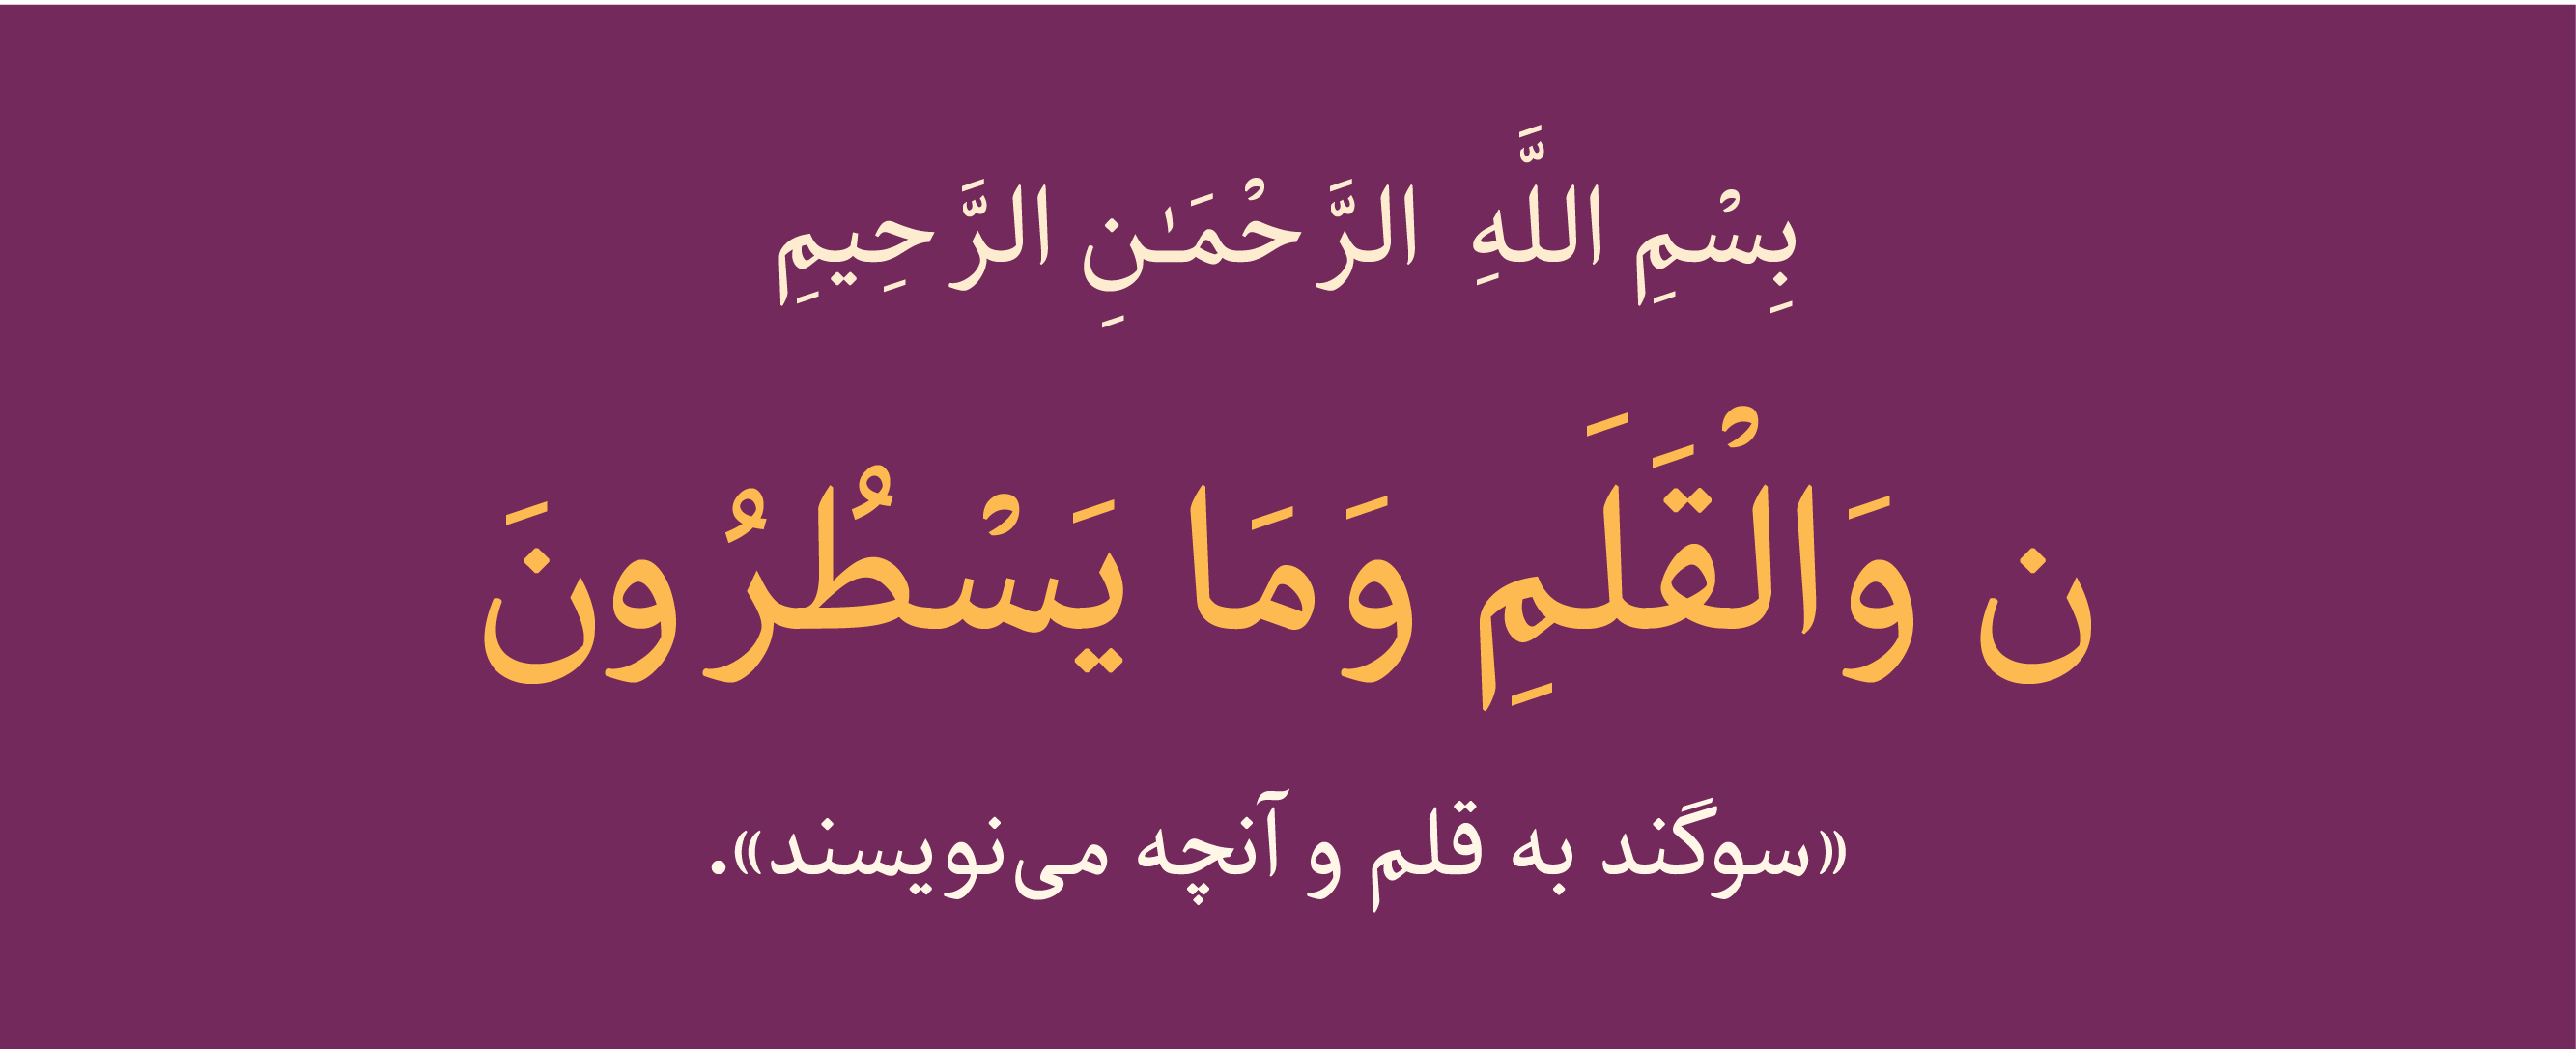 بِسْمِ اللَّهِ الرَّحْمَـٰنِ الرَّحِيمِ
ن وَالْقَلَمِ وَمَا يَسْطُرُونَ
«سوگند به قلم و آنچه می‌نویسند».